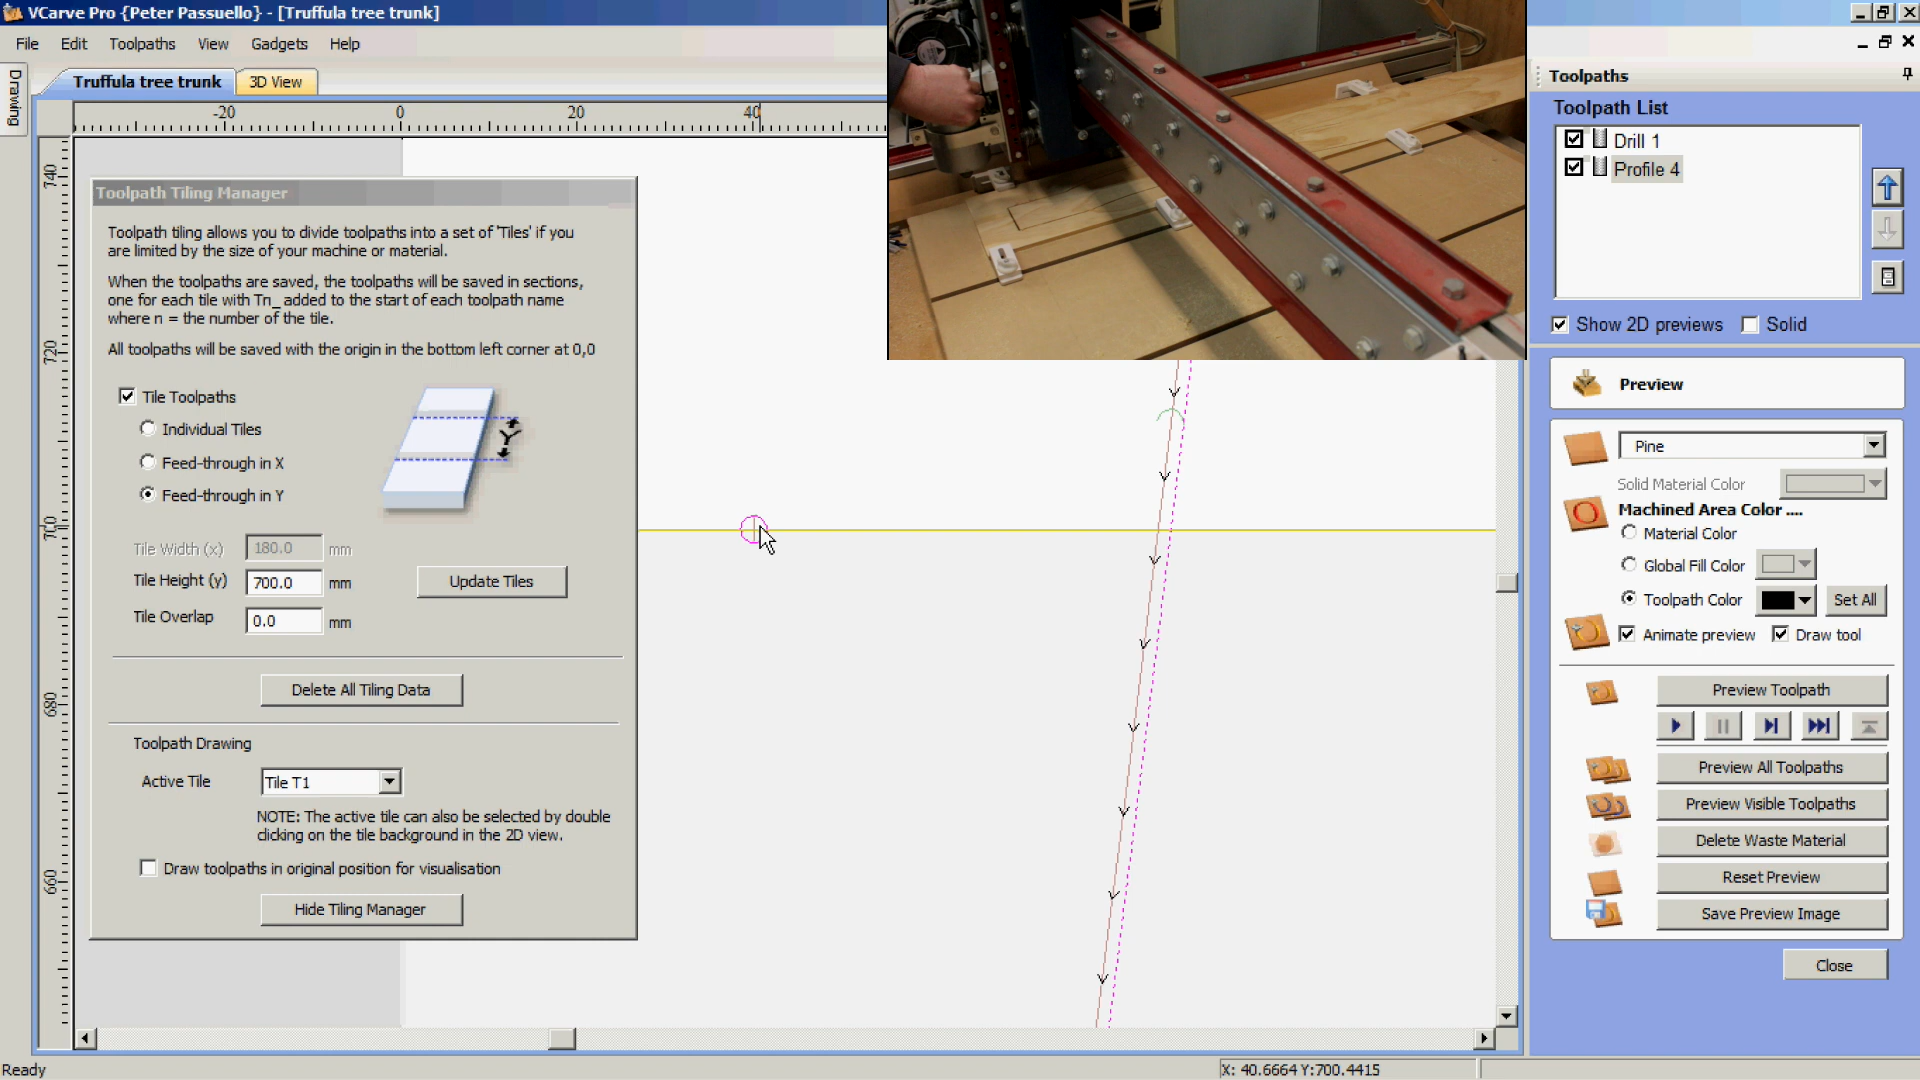 VCarve Pro {Peter Passuello} - [Truffula tree trunk]
File Edit Toolpaths View Gadgets Help
Drawing
Truffula tree trunk 3D View
-20 0 20 40
740
720
700
680
660
Toolpath Tiling Manager
Toolpath tiling allows you to divide toolpaths into a set of 'Tiles' if you
are limited by the size of your machine or material.
When the toolpaths are saved, the toolpaths will be saved in sections,
one for each tile with Tn_ added to the start of each toolpath name
where n = the number of the tile.
All toolpaths will be saved with the origin in the bottom left corner at 0,0
Tile Toolpaths
Individual Tiles
Feed-through in X
Feed-through in Y
Y
Tile Width (x) 180.0 mm
Tile Height (y) 700.0 mm
Update Tiles
Tile Overlap 0.0 mm
Delete All Tiling Data
Toolpath Drawing
Active Tile Tile T1
NOTE: The active tile can also be selected by double
clicking on the tile background in the 2D view.
Draw toolpaths in original position for visualisation
Hide Tiling Manager
Toolpaths
Toolpath List
Drill 1
Profile 4
Show 2D previews Solid
Preview
Pine
Solid Material Color
Machined Area Color ....
Material Color
Global Fill Color
Toolpath Color Set All
Animate preview Draw tool
Preview Toolpath
Preview All Toolpaths
Preview Visible Toolpaths
Delete Waste Material
Reset Preview
Save Preview Image
Close
Ready
X: 40.6664 Y:700.4415